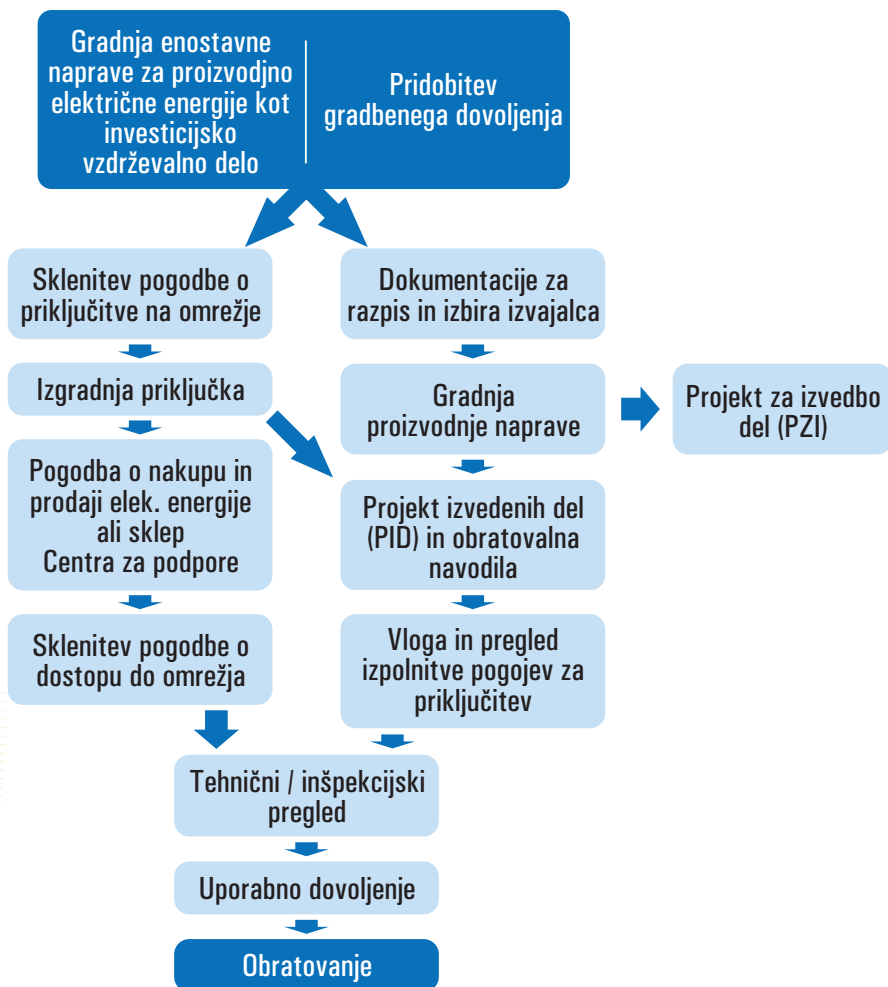 Gradnja enostavne
naprave za proizvodjno
električne energije kot
investicijsko
vzdrževalno delo
Pridobitev
gradbenega dovoljenja
Sklenitev pogodbe o
priključitve na omrežje
Dokumentacije za
razpis in izbira izvajalca
Izgradnja priključka
Gradnja
proizvodnje naprave
Projekt za izvedbo
del (PZI)
Pogodba o nakupu in
prodaji elek. energije
ali sklep
Centra za podpore
Projekt izvedenih del
(PID) in obratovalna
navodila
Sklenitev pogodbe o
dostopu do omrežja
Vloga in pregled
izpolnitve pogojev za
priključitev
Tehnični / inšpekcijski
pregled
Uporabno dovoljenje
Obratovanje